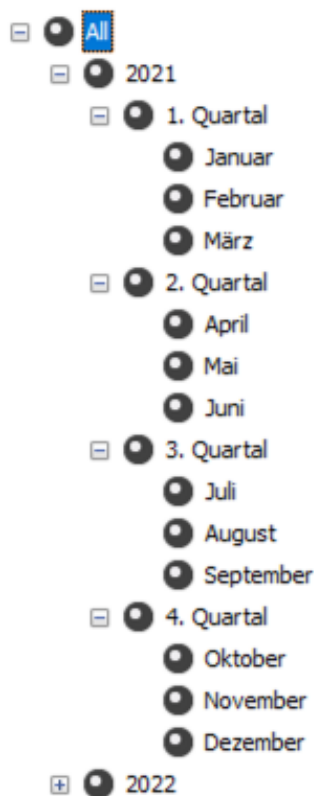 All
2021
1. Quartal
Januar
Februar
März
2. Quartal
April
Mai
Juni
3. Quartal
Juli
August
September
4. Quartal
Oktober
November
Dezember
2022